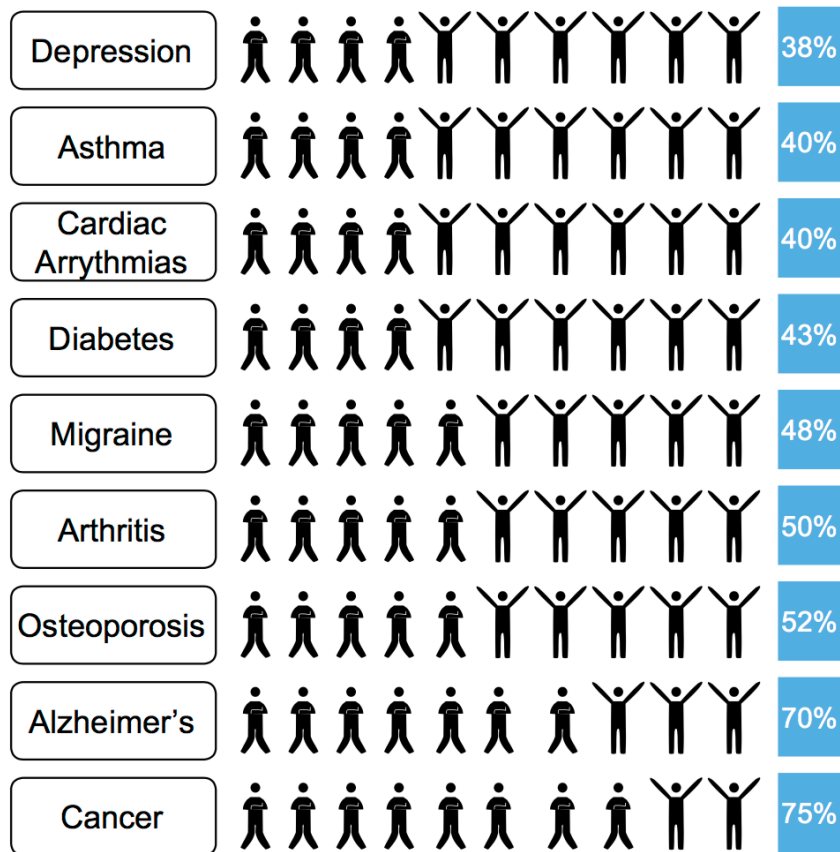 Depression
38%
Asthma
40%
Cardiac
Arrythmias
40%
Diabetes
43%
Migraine
48%
Arthritis
50%
Osteoporosis
52%
Alzheimer’s
70%
Cancer
75%